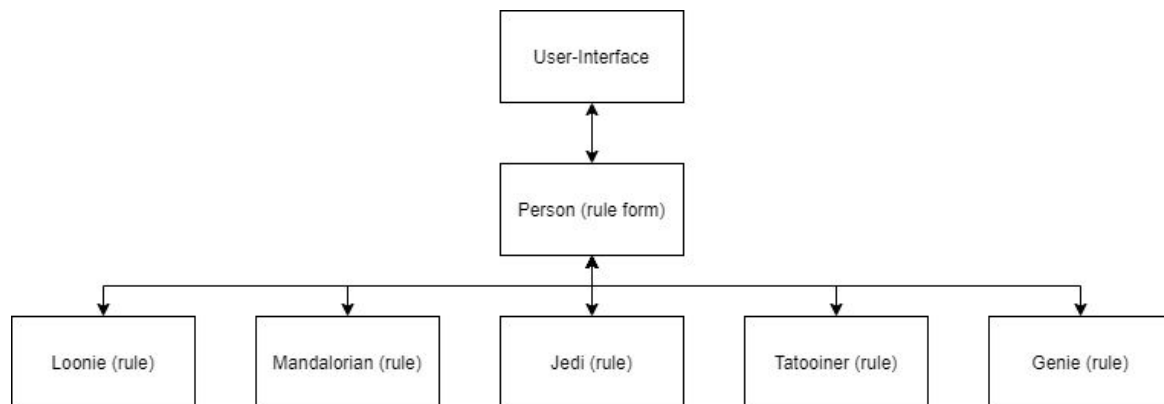 User-Interface
Person (rule form)
Loonie (rule)
Mandalorian (rule)
Jedi (rule)
Tatooiner (rule)
Genie (rule)